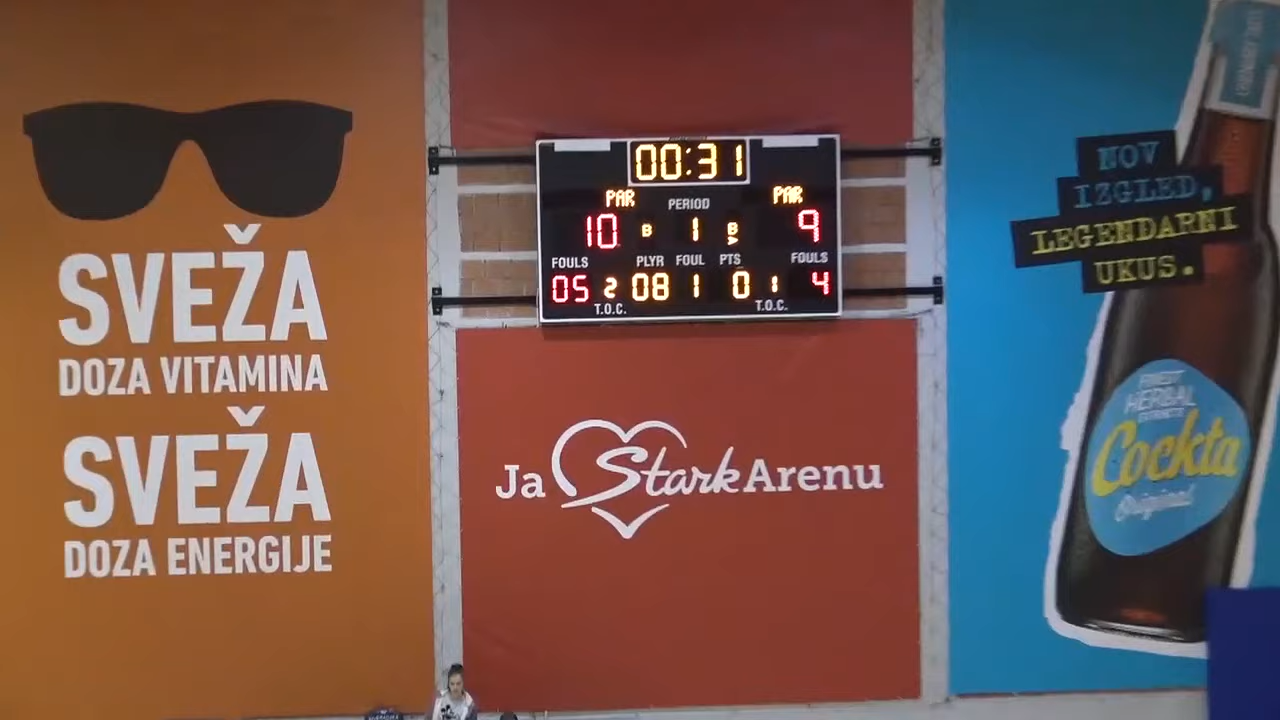 SVEŽA
DOZA VITAMINA
SVEŽA
DOZA ENERGIJE
00:31
PAR PERIOD PAR
10 B 1 B 9
FOULS PLYR FOUL PTS FOULS
05 2 08 1 0 1 4
T.O.C. T.O.C.
Ja Stark Arenu
NOV
IZGLED,
LEGENDARNI
UKUS.
FINEST
HERBAL
EXTRACTS
Cockta
Original